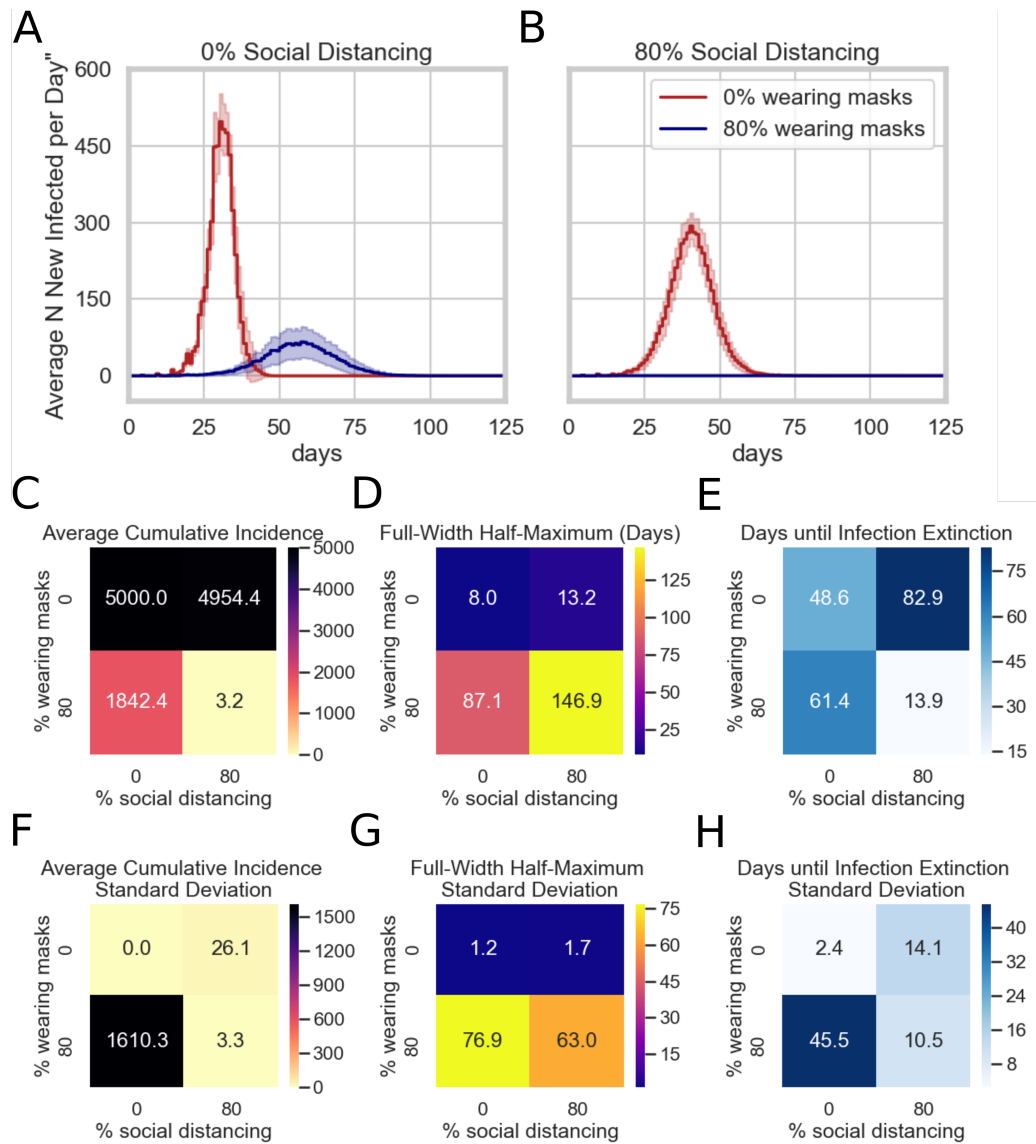 A
B
0% Social Distancing
80% Social Distancing
Average N New Infected per Day"
600
450
300
150
0
0% wearing masks
80% wearing masks
0 25 50 75 100 125
days
0 25 50 75 100 125
days
C
D
E
Average Cumulative Incidence
Full-Width Half-Maximum (Days)
Days until Infection Extinction
% wearing masks
0
80
5000.0 4954.4
1842.4 3.2
0 80
% social distancing
5000
4000
3000
2000
1000
0
% wearing masks
0
80
8.0 13.2
87.1 146.9
0 80
% social distancing
125
100
75
50
25
% wearing masks
0
80
48.6 82.9
61.4 13.9
0 80
% social distancing
75
60
45
30
15
F
G
H
Average Cumulative Incidence
Standard Deviation
Full-Width Half-Maximum
Standard Deviation
Days until Infection Extinction
Standard Deviation
% wearing masks
0
80
0.0 26.1
1610.3 3.3
0 80
% social distancing
1500
1200
900
600
300
0
% wearing masks
0
80
1.2 1.7
76.9 63.0
0 80
% social distancing
75
60
45
30
15
% wearing masks
0
80
2.4 14.1
45.5 10.5
0 80
% social distancing
40
32
24
16
8